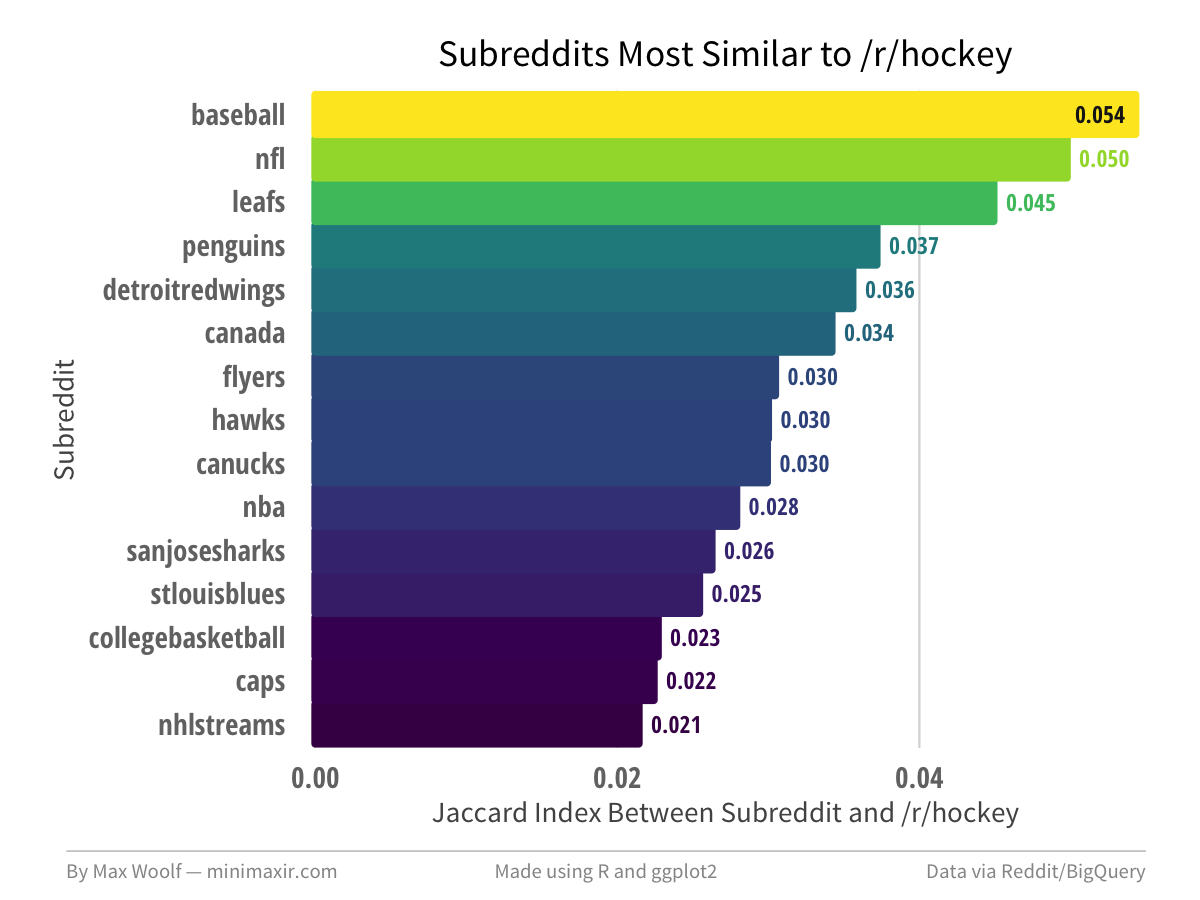 Subreddits Most Similar to /r/hockey
baseball 0.054
nfl 0.050
leafs 0.045
penguins 0.037
detroitredwings 0.036
canada 0.034
flyers 0.030
hawks 0.030
canucks 0.030
nba 0.028
sanjosesharks 0.026
stlouisblues 0.025
collegebasketball 0.023
caps 0.022
nhlstreams 0.021
Subreddit
0.00 0.02 0.04
Jaccard Index Between Subreddit and /r/hockey
By Max Woolf — minimaxir.com Made using R and ggplot2 Data via Reddit/BigQuery